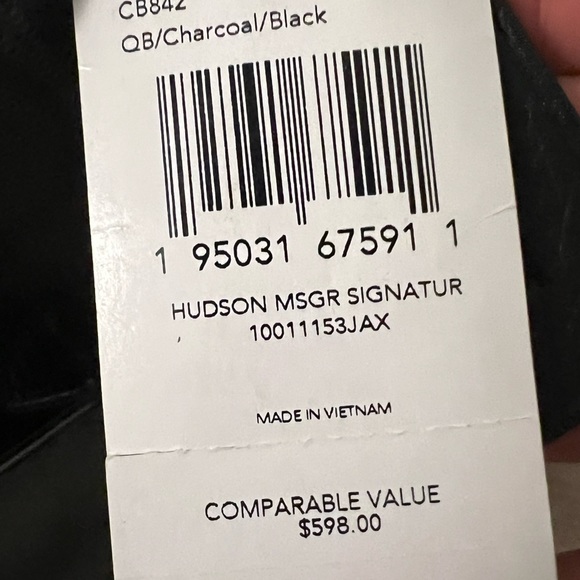 CB842
QB/Charcoal/Black
1 95031 67591 1
HUDSON MSGR SIGNATUR
10011153JAX
MADE IN VIETNAM
COMPARABLE VALUE
$598.00